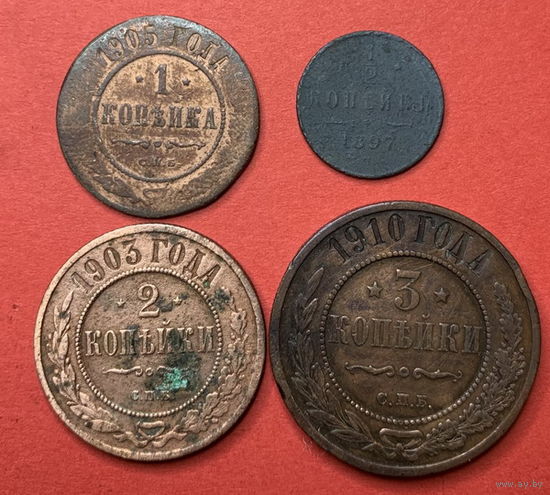 1905 ГОДА
1
КОПѢЙКА
С.П.Б.
1
2
КОПѢЙКИ
1897
1903 ГОДА
2
КОПѢЙКИ
С.П.Б.
1910 ГОДА
3
КОПѢЙКИ
С.П.Б.
www.ay.by